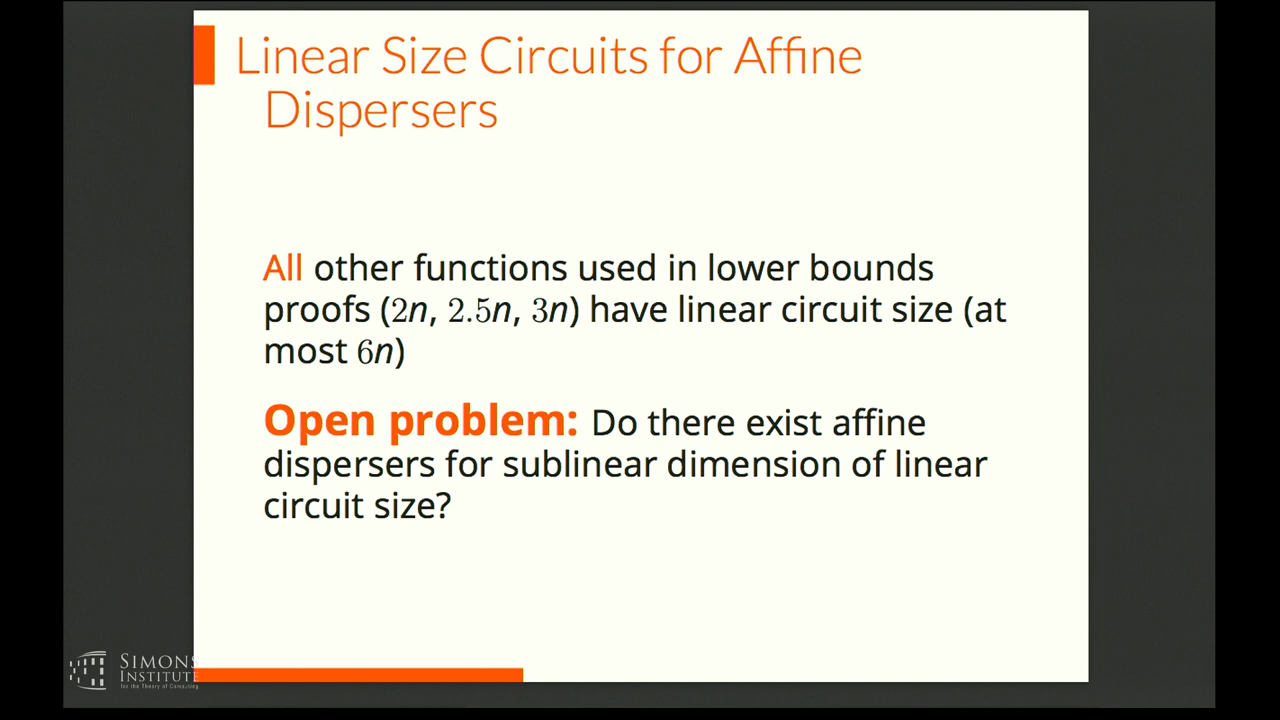 Linear Size Circuits for Affine
Dispersers
All other functions used in lower bounds
proofs (2n, 2.5n, 3n) have linear circuit size (at
most 6n)
Open problem: Do there exist affine
dispersers for sublinear dimension of linear
circuit size?
SIMONS
INSTITUTE
for the Theory of Computing